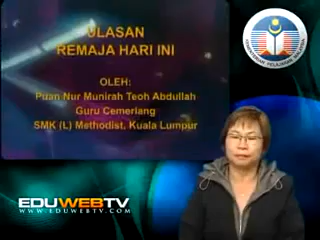 ULASAN
REMAJA HARI INI
OLEH:
Puan Nur Munirah Teoh Abdullah
Guru Cemerlang
SMK (L) Methodist, Kuala Lumpur
EDUWEBTV
WWW.EDUWEBTV.COM